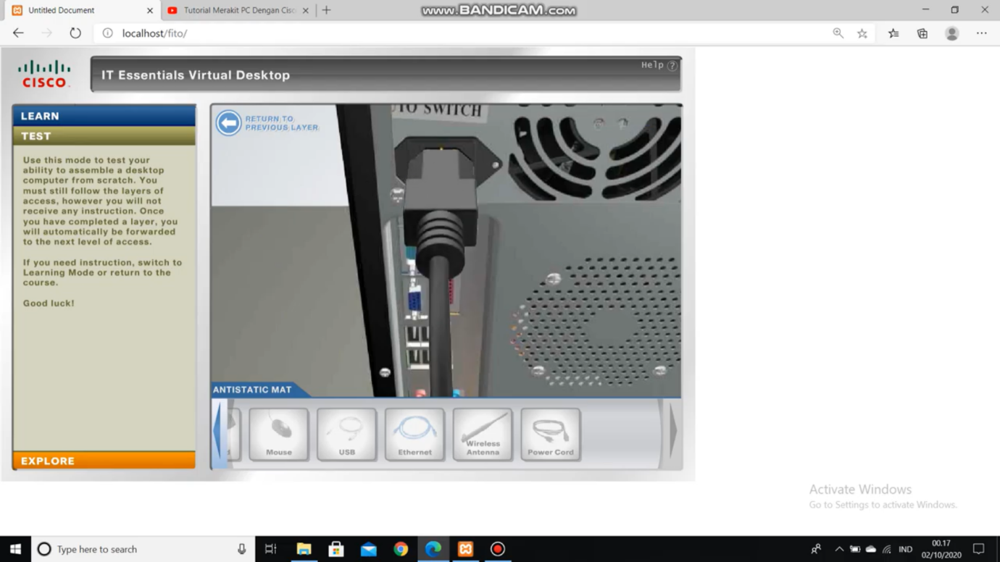 Untitled Document
Tutorial Merakit PC Dengan Cisc
www.BANDICAM.com
localhost/fito/
CISCO
IT Essentials Virtual Desktop
Help ?
LEARN
TEST
Use this mode to test your
ability to assemble a desktop
computer from scratch. You
must still follow the layers of
access, however you will not
receive any instruction. Once
you have completed a layer, you
will automatically be forwarded
to the next level of access.
If you need instruction, switch to
Learning Mode or return to the
course.
Good luck!
EXPLORE
RETURN TO
PREVIOUS LAYER
SWITCH
ANTISTATIC MAT
Mouse
USB
Ethernet
Wireless
Antenna
Power Cord
Activate Windows
Go to Settings to activate Windows.
Type here to search
IND
00.17
02/10/2020